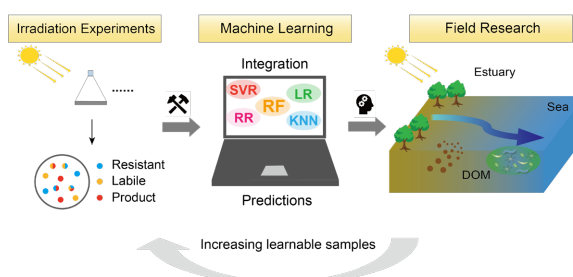 Irradiation Experiments
Machine Learning
Field Research
......
Resistant
Labile
Product
Integration
SVR
LR
RF
RR
KNN
Predictions
Estuary
Sea
DOM
Increasing learnable samples